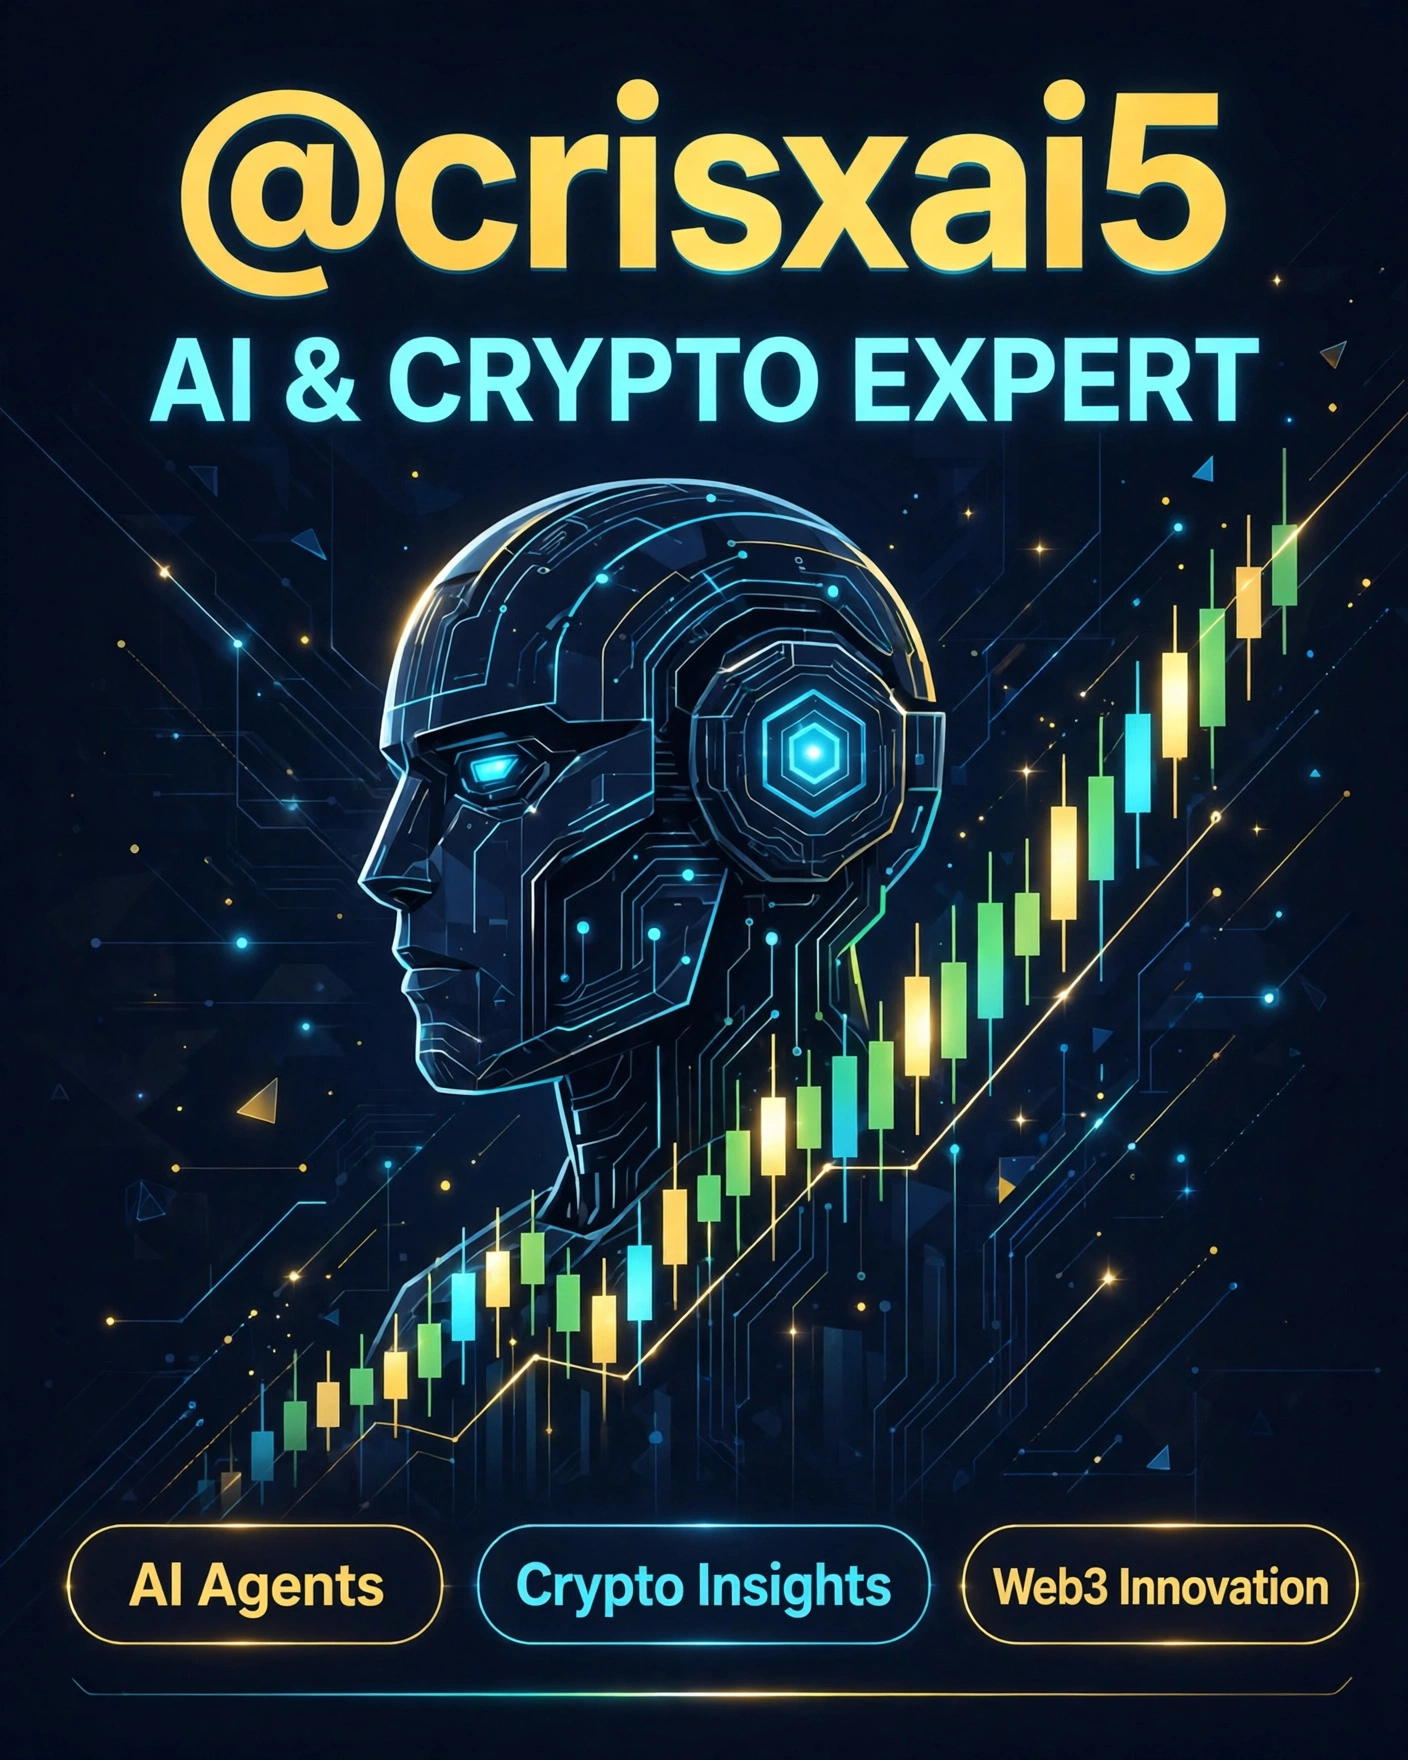 @crisxai5
AI & CRYPTO EXPERT
AI Agents
Crypto Insights
Web3 Innovation